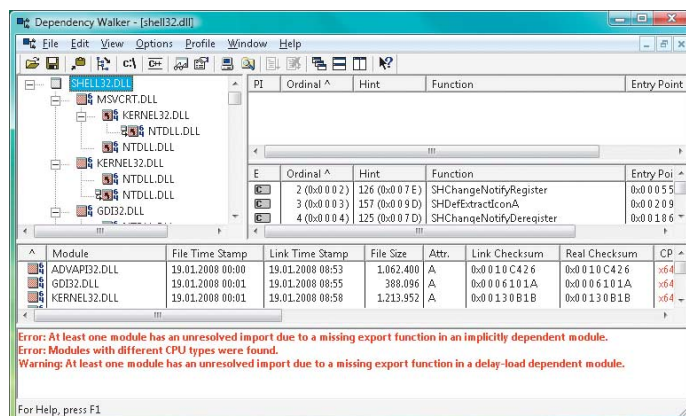 Dependency Walker - [shell32.dll]
File Edit View Options Profile Window Help
C:\ C++
SHELL32.DLL
MSVCRT.DLL
KERNEL32.DLL
NTDLL.DLL
NTDLL.DLL
KERNEL32.DLL
NTDLL.DLL
NTDLL.DLL
GDI32.DLL
PI Ordinal ^ Hint Function Entry Point
E Ordinal ^ Hint Function Entry Poi
C 2 (0x0002) 126 (0x007E) SHChangeNotifyRegister 0x00055
C 3 (0x0003) 157 (0x009D) SHDefExtractIconA 0x00209
C 4 (0x0004) 125 (0x007D) SHChangeNotifyDeregister 0x00186
^ Module File Time Stamp Link Time Stamp File Size Attr. Link Checksum Real Checksum CP
ADVAPI32.DLL 19.01.2008 00:00 19.01.2008 08:53 1.062.400 A 0x0010C426 0x0010C426 x64
GDI32.DLL 19.01.2008 00:01 19.01.2008 08:55 388.096 A 0x0006101A 0x0006101A x64
KERNEL32.DLL 19.01.2008 00:01 19.01.2008 08:58 1.213.952 A 0x00130B1B 0x00130B1B x64
Error: At least one module has an unresolved import due to a missing export function in an implicitly dependent module.
Error: Modules with different CPU types were found.
Warning: At least one module has an unresolved import due to a missing export function in a delay-load dependent module.
For Help, press F1